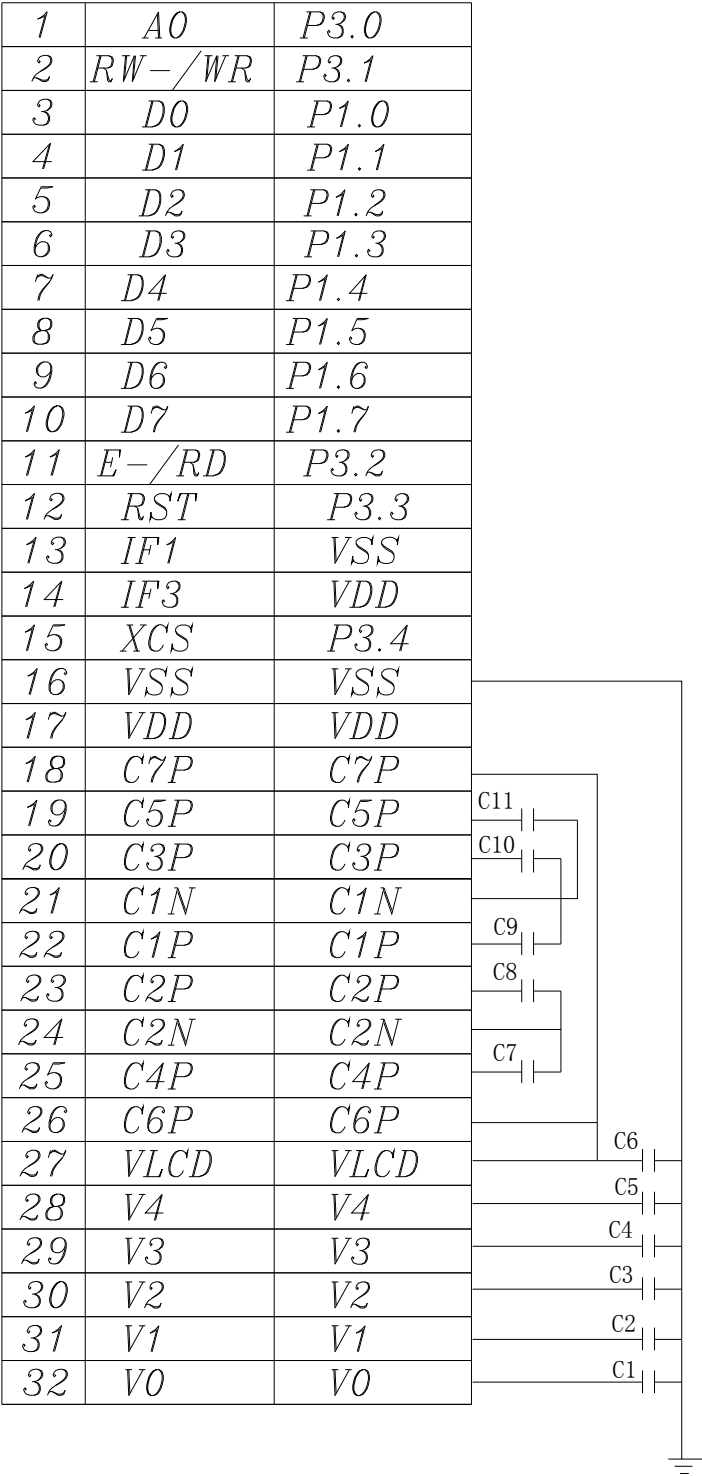 1 A0 P3.0
2 RW-/WR P3.1
3 D0 P1.0
4 D1 P1.1
5 D2 P1.2
6 D3 P1.3
7 D4 P1.4
8 D5 P1.5
9 D6 P1.6
10 D7 P1.7
11 E-/RD P3.2
12 RST P3.3
13 IF1 VSS
14 IF3 VDD
15 XCS P3.4
16 VSS VSS
17 VDD VDD
18 C7P C7P
19 C5P C5P C11
20 C3P C3P C10
21 C1N C1N
22 C1P C1P C9
23 C2P C2P C8
24 C2N C2N
25 C4P C4P C7
26 C6P C6P
27 VLCD VLCD C6
28 V4 V4 C5
29 V3 V3 C4
30 V2 V2 C3
31 V1 V1 C2
32 V0 V0 C1